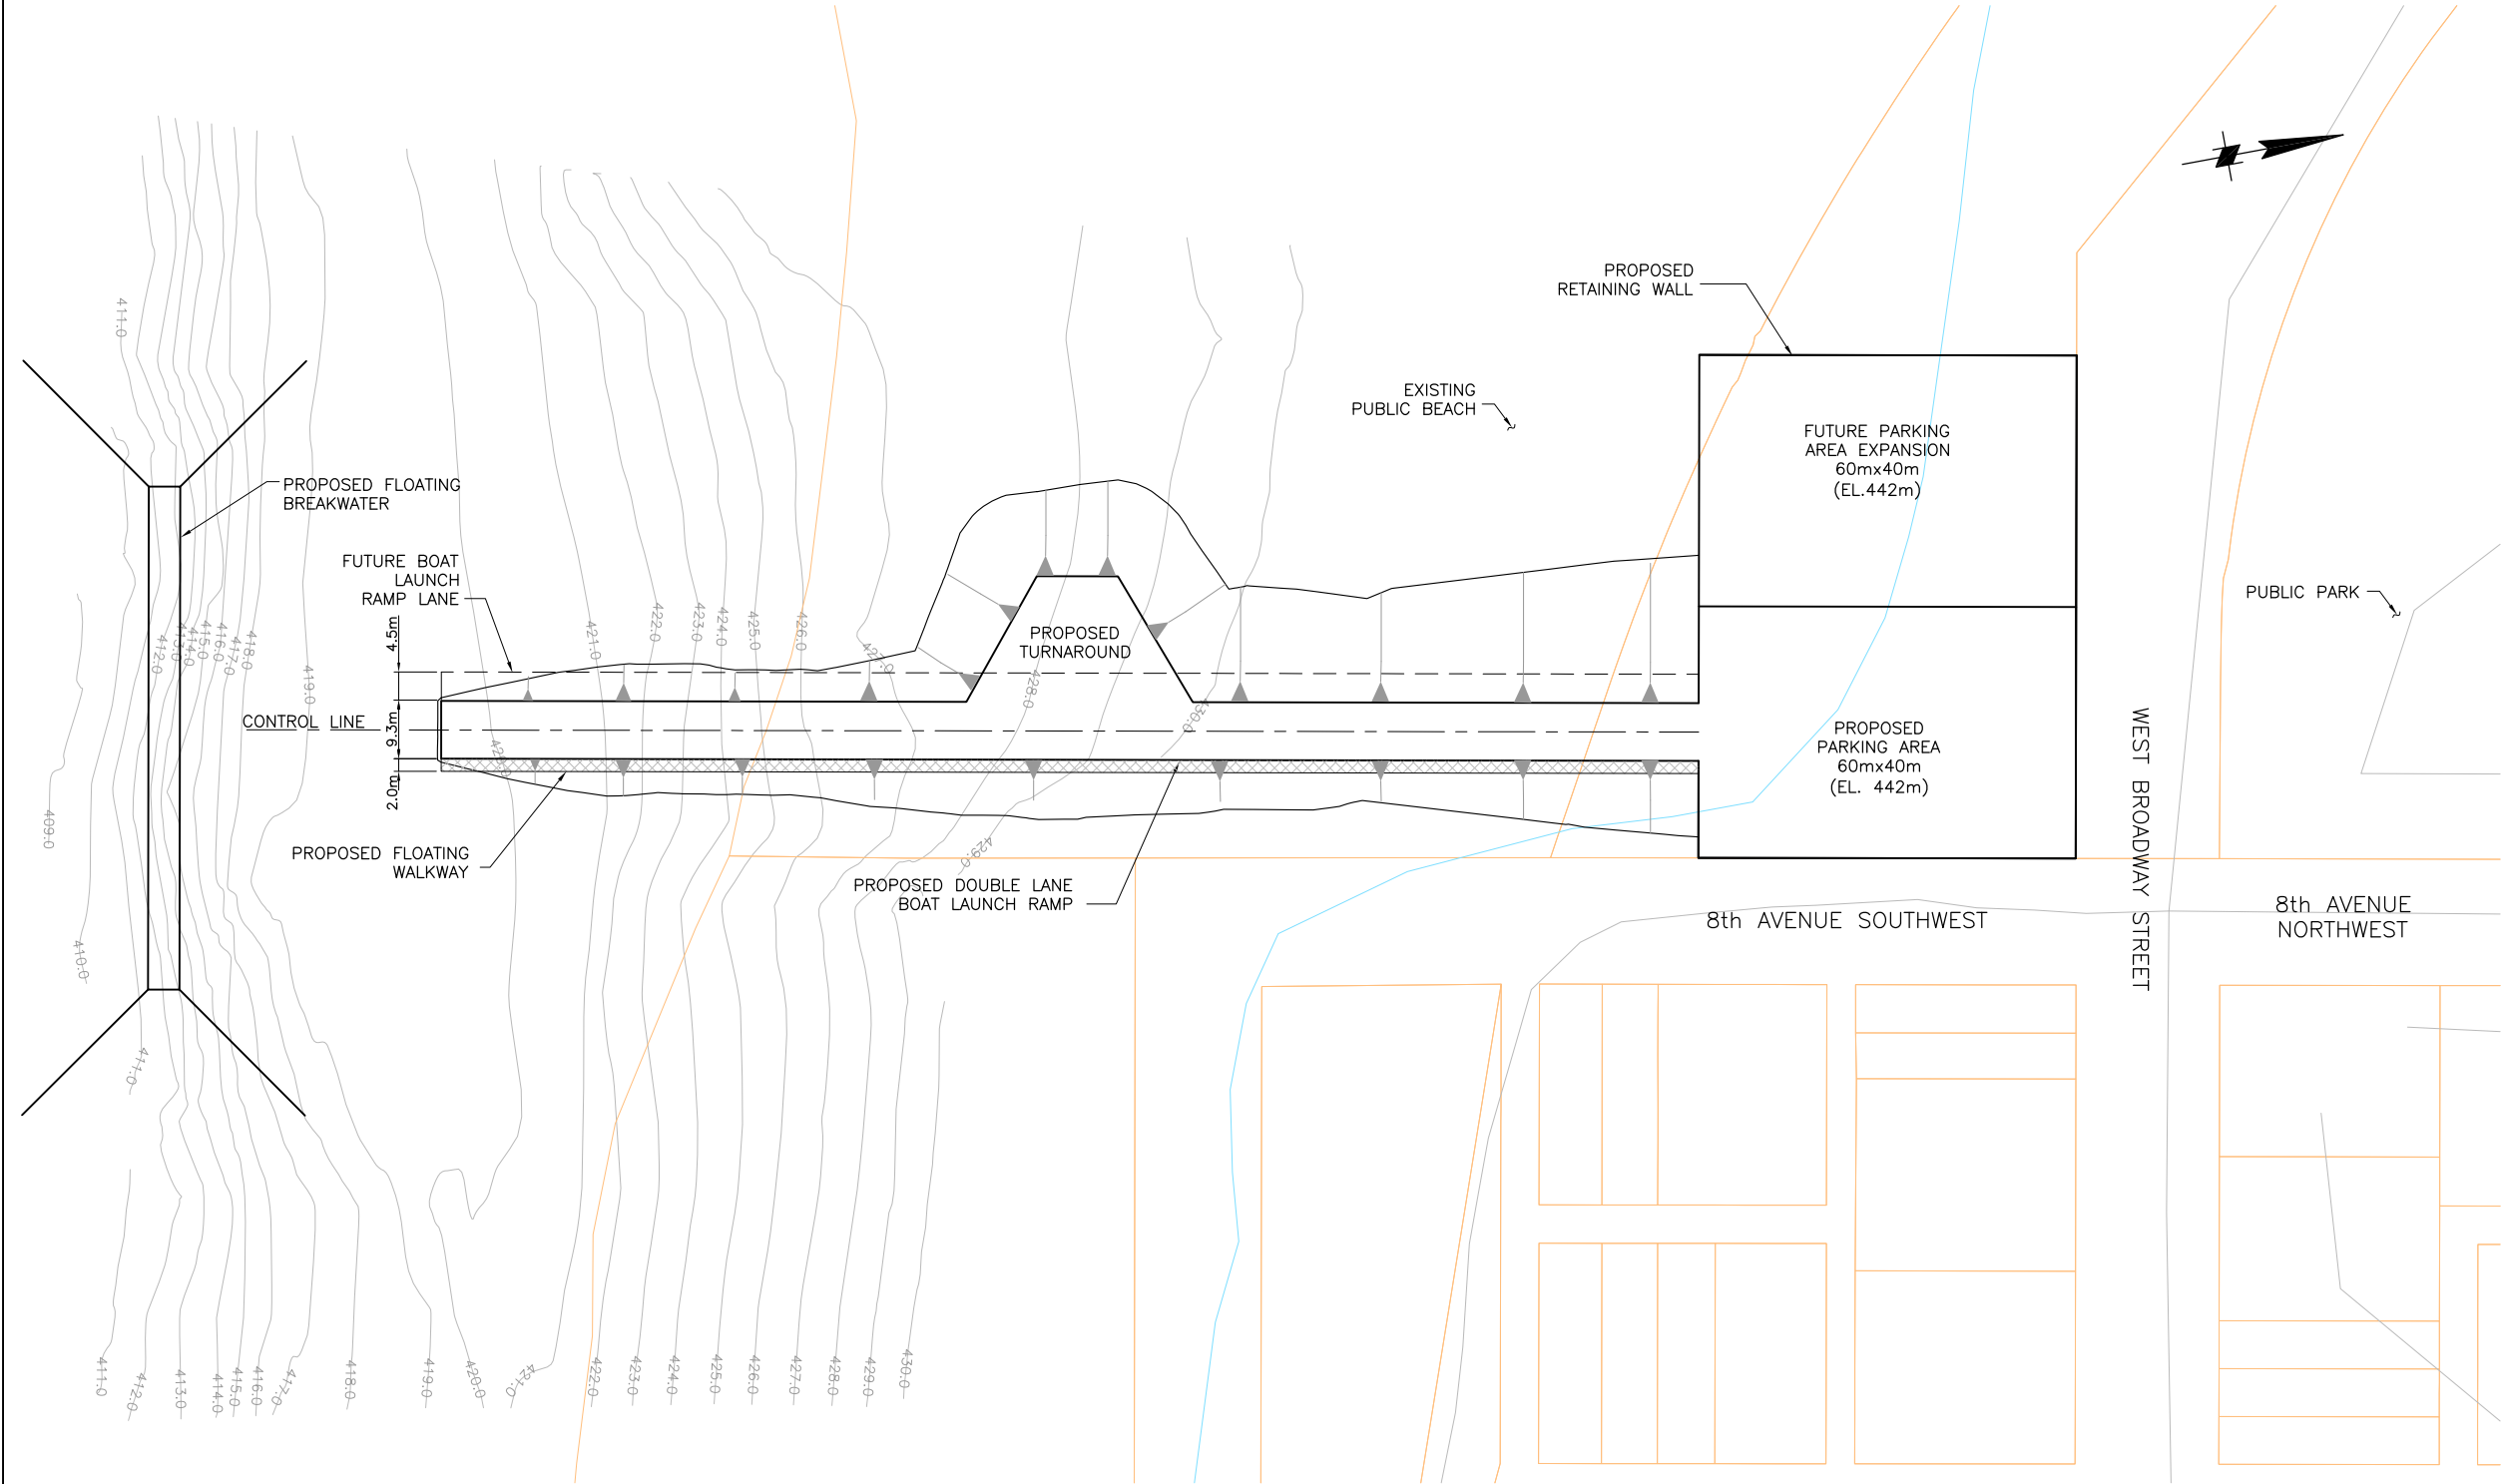 PROPOSED
RETAINING WALL
EXISTING
PUBLIC BEACH
FUTURE PARKING
AREA EXPANSION
60mx40m
(EL.442m)
PROPOSED FLOATING
BREAKWATER
FUTURE BOAT
LAUNCH
RAMP LANE
4.5m
9.3m
2.0m
CONTROL LINE
PROPOSED
TURNAROUND
PROPOSED
PARKING AREA
60mx40m
(EL. 442m)
PUBLIC PARK
WEST BROADWAY STREET
PROPOSED FLOATING
WALKWAY
PROPOSED DOUBLE LANE
BOAT LAUNCH RAMP
8th AVENUE SOUTHWEST
8th AVENUE
NORTHWEST
411.0
412.0
413.0
414.0
415.0
416.0
417.0
418.0
419.0
420.0
421.0
422.0
423.0
424.0
425.0
426.0
427.0
428.0
429.0
430.0
409.0
410.0
411.0
411.0
412.0
413.0
414.0
415.0
416.0
417.0
418.0
419.0
420.0
421.0
422.0
423.0
424.0
425.0
426.0
427.0
428.0
429.0
430.0